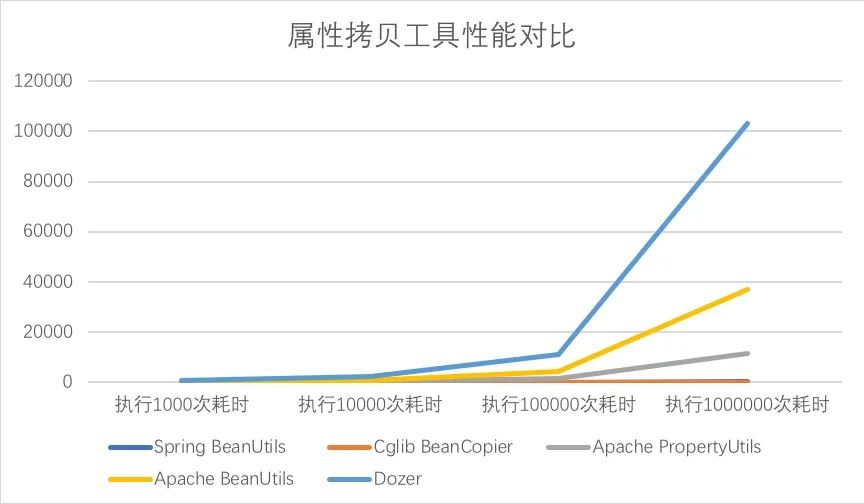 属性拷贝工具性能对比
120000
100000
80000
60000
40000
20000
0
执行1000次耗时 执行10000次耗时 执行100000次耗时 执行1000000次耗时
Spring BeanUtils Cglib BeanCopier Apache PropertyUtils
Apache BeanUtils Dozer